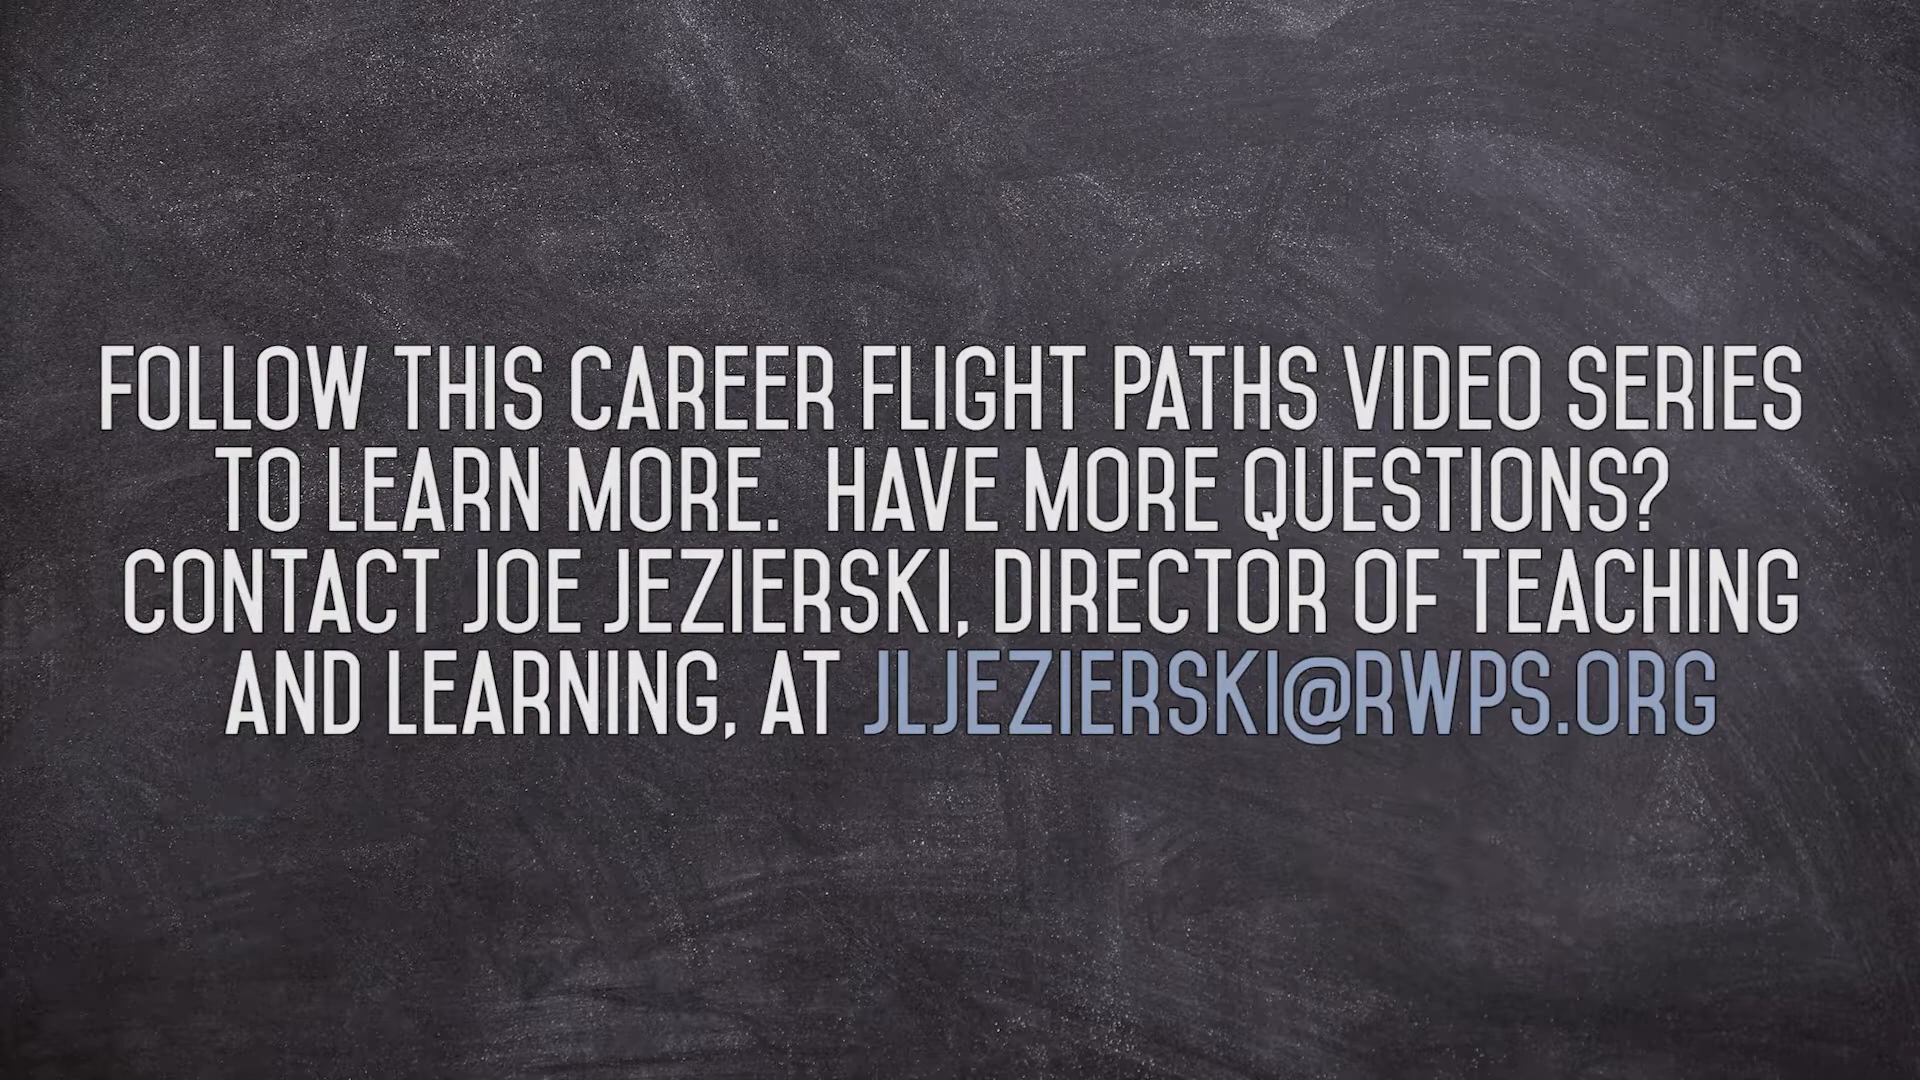 FOLLOW THIS CAREER FLIGHT PATHS VIDEO SERIES
TO LEARN MORE. HAVE MORE QUESTIONS?
CONTACT JOE JEZIERSKI, DIRECTOR OF TEACHING
AND LEARNING, AT JLJEZIERSKI@RWPS.ORG